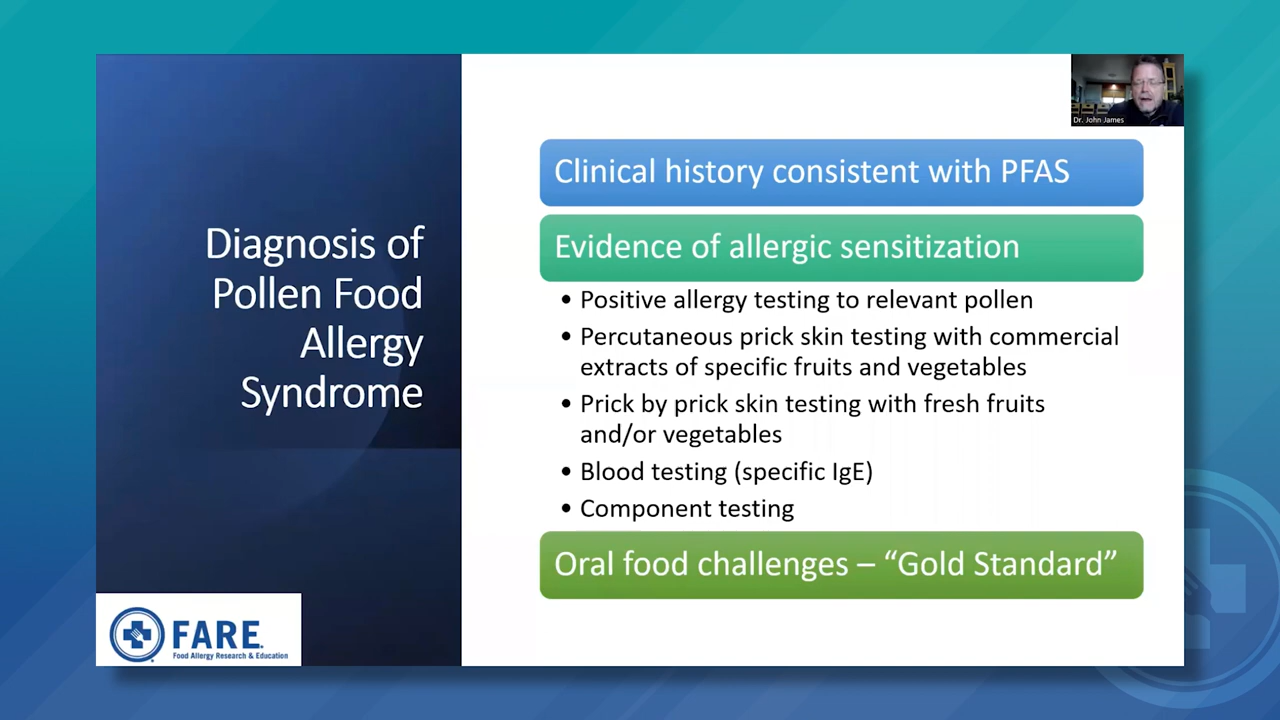 Dr. John James
Clinical history consistent with PFAS
Evidence of allergic sensitization
• Positive allergy testing to relevant pollen
• Percutaneous prick skin testing with commercial
extracts of specific fruits and vegetables
• Prick by prick skin testing with fresh fruits
and/or vegetables
• Blood testing (specific IgE)
• Component testing
Oral food challenges – “Gold Standard”
Diagnosis of
Pollen Food
Allergy
Syndrome
FARE®
Food Allergy Research & Education